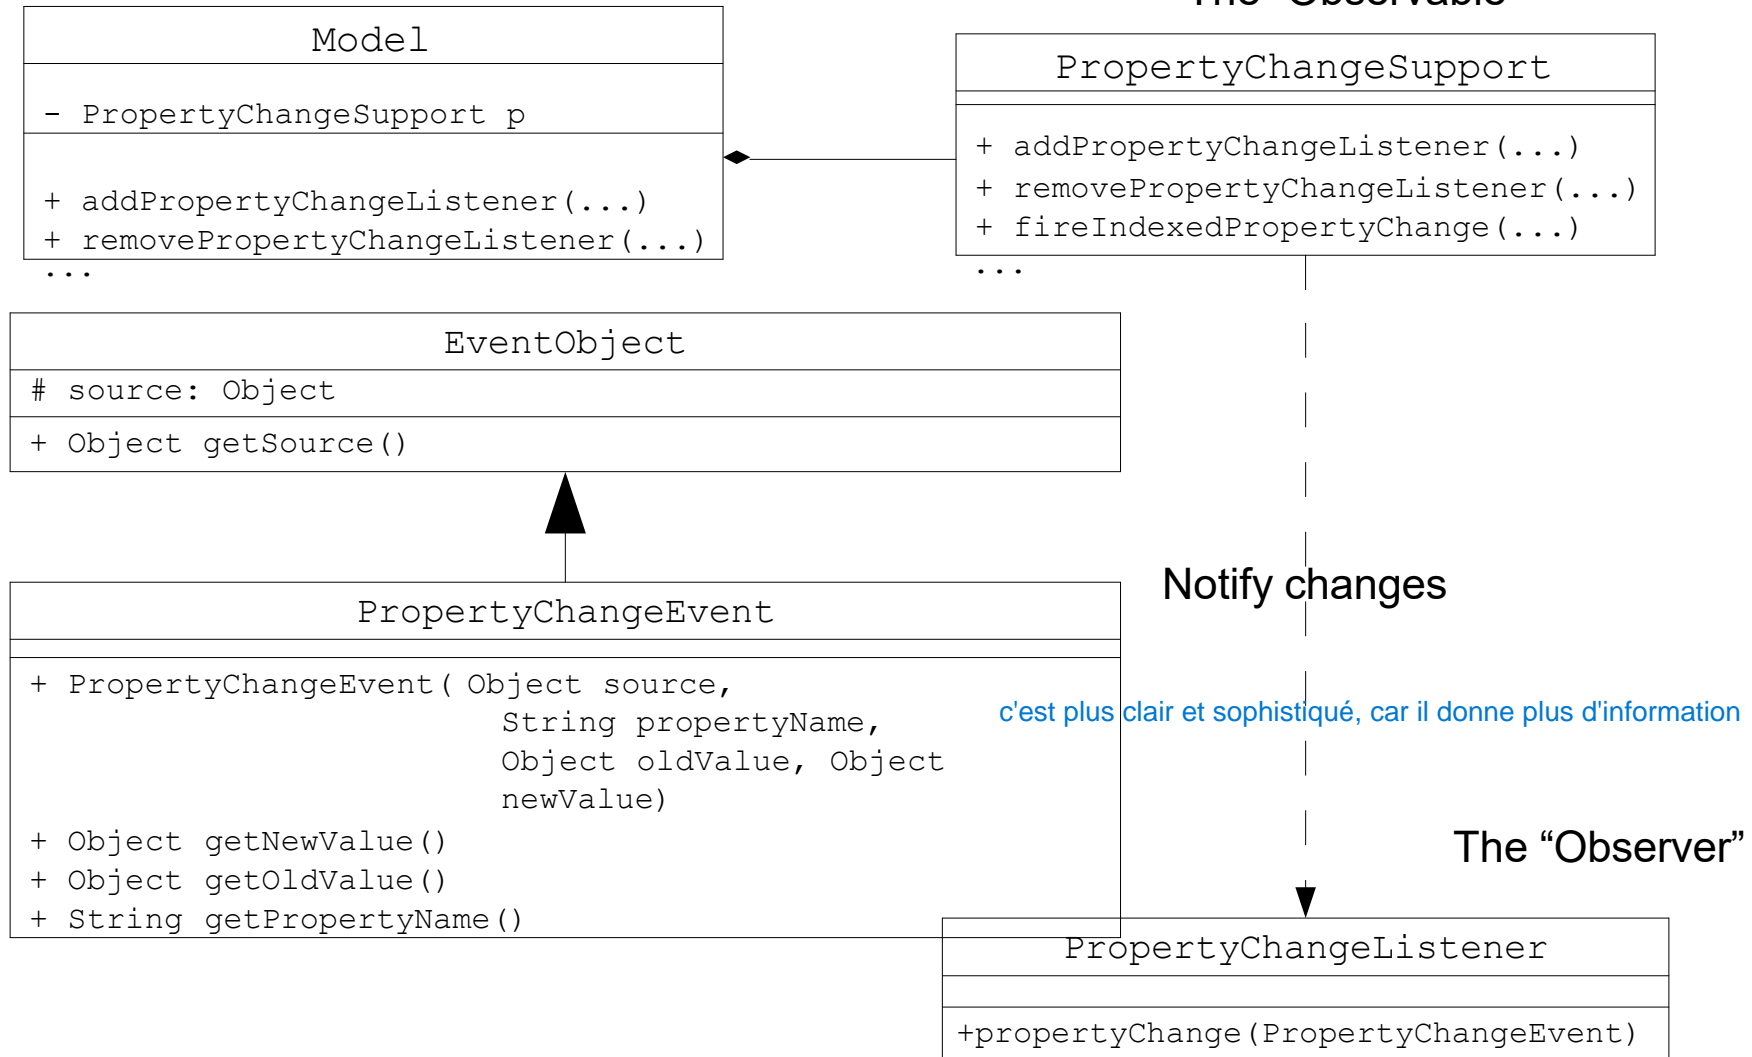 The “Observable”
Model
- PropertyChangeSupport p
+ addPropertyChangeListener(...)
+ removePropertyChangeListener(...)
...
PropertyChangeSupport
+ addPropertyChangeListener(...)
+ removePropertyChangeListener(...)
+ fireIndexedPropertyChange(...)
...
EventObject
# source: Object
+ Object getSource()
PropertyChangeEvent
+ PropertyChangeEvent( Object source,
String propertyName,
Object oldValue, Object
newValue)
+ Object getNewValue()
+ Object getOldValue()
+ String getPropertyName()
Notify changes
c'est plus clair et sophistiqué, car il donne plus d'information
The “Observer”
PropertyChangeListener
+propertyChange(PropertyChangeEvent)